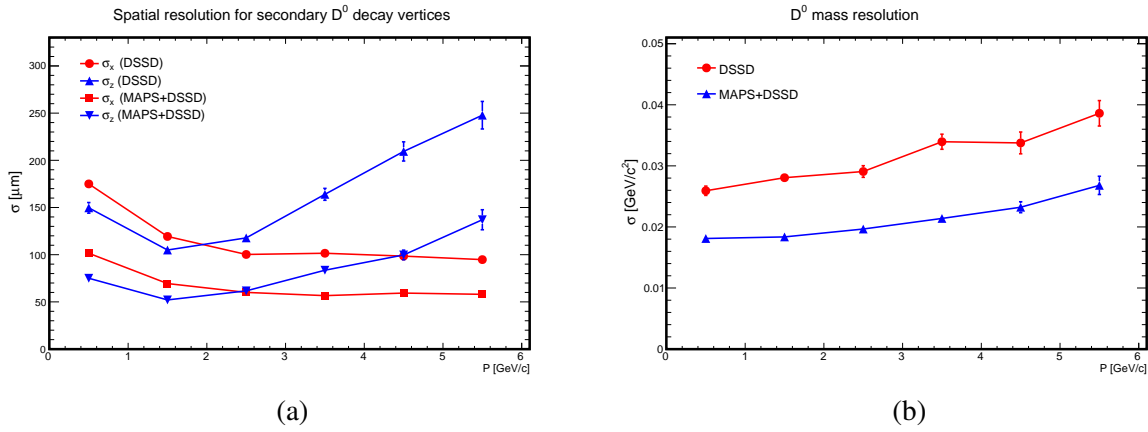 Spatial resolution for secondary D⁰ decay vertices
σ [μm]
300
250
200
150
100
50
0
σₓ (DSSD)
σ_z (DSSD)
σₓ (MAPS+DSSD)
σ_z (MAPS+DSSD)
0 1 2 3 4 5 6
P [GeV/c]
(a)
D⁰ mass resolution
σ [GeV/c²]
0.05
0.04
0.03
0.02
0.01
0
DSSD
MAPS+DSSD
0 1 2 3 4 5 6
P [GeV/c]
(b)